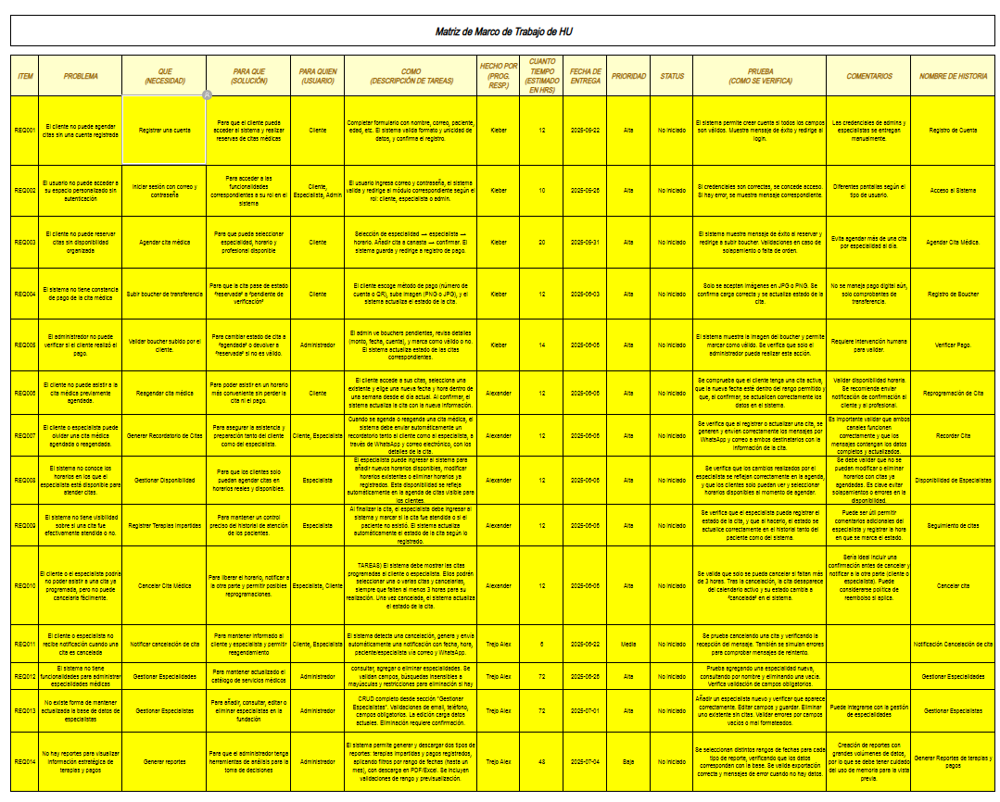 Matriz de Marco de Trabajo de HU
ITEM
PROBLEMA
QUE
(NECESIDAD)
PARA QUE
(SOLUCIÓN)
PARA QUIEN
(USUARIO)
COMO
(DESCRIPCIÓN DE TAREAS)
HECHO POR
(PROG.
RESP.)
CUANTO
TIEMPO
(ESTIMADO
EN HRS)
FECHA DE
ENTREGA
PRIORIDAD
STATUS
PRUEBA
(COMO SE VERIFICA)
COMENTARIOS
NOMBRE DE HISTORIA
REQ001
El cliente no puede agendar
citas sin una cuenta registrada
Registrar una cuenta
Para que el cliente pueda
acceder al sistema y realizar
reservas de citas médicas
Cliente
Completar formulario con nombre, correo, paciente,
edad, etc. El sistema valida formato y unicidad de
datos, y confirma el registro.
Kleber
12
2025-05-22
Alta
No iniciado
El sistema permite crear cuenta si todos los campos
son válidos. Muestra mensaje de éxito y redirige al
login.
Las credenciales de admins y
especialistas se entregan
manualmente.
Registro de Cuenta
REQ002
El usuario no puede acceder a
su espacio personalizado sin
autenticación
Iniciar sesión con correo y
contraseña
Para acceder a las
funcionalidades
correspondientes a su rol en el
sistema
Cliente,
Especialista, Admin
El usuario ingresa correo y contraseña, el sistema
valida y redirige al módulo correspondiente según el
rol: cliente, especialista o admin.
Kleber
10
2025-05-26
Alta
No iniciado
Si credenciales son correctas, se concede acceso.
Si hay error, se muestra mensaje correspondiente.
Diferentes pantallas según el
tipo de usuario.
Acceso al Sistema
REQ003
El cliente no puede reservar
citas sin disponibilidad
organizada
Agendar cita médica
Para que pueda seleccionar
especialidad, horario y
profesional disponible
Cliente
Selección de especialidad → especialista →
horario. Añadir cita a canasta → confirmar. El
sistema guarda y redirige a registro de pago.
Kleber
20
2025-05-31
Alta
No iniciado
El sistema muestra mensaje de éxito al reservar y
redirige a subir boucher. Validaciones en caso de
solapamiento o falta de orden.
Evita agendar más de una cita
por especialidad al día.
Agendar Cita Médica.
REQ004
El sistema no tiene constancia
de pago de la cita médica
Subir boucher de transferencia
Para que la cita pase de estado
"reservada" a "pendiente de
verificación"
Cliente
El cliente escoge método de pago (número de
cuenta o QR), sube imagen (PNG o JPG), y el
sistema actualiza el estado de la cita.
Kleber
12
2025-06-03
Alta
No iniciado
Solo se aceptan imágenes en JPG o PNG. Se
confirma carga correcta y se actualiza estado de la
cita.
No se maneja pago digital aún,
solo comprobantes de
transferencia.
Registro de Boucher
REQ005
El administrador no puede
verificar si el cliente realizó el
pago.
Validar boucher subido por el
cliente.
Para cambiar estado de cita a
"agendada" o devolver a
"reservada" si no es válido.
Administrador
El admin ve bouchers pendientes, revisa detalles
(monto, fecha, cuenta), y marca como válido o no.
El sistema actualiza estado de las citas
correspondientes.
Kleber
14
2025-06-06
Alta
No iniciado
El sistema muestra la imagen del boucher y permite
marcar como válido. Se verifica que solo el
administrador pueda realizar esta acción.
Requiere intervención humana
para validar.
Verificar Pago.
REQ006
El cliente no puede asistir a la
cita médica previamente
agendada.
Reagendar cita médica
Para poder asistir en un horario
más conveniente sin perder la
cita ni el pago.
Cliente
El cliente accede a sus citas, selecciona una
existente y elige una nueva fecha y hora dentro de
una semana desde el día actual. Al confirmar, el
sistema actualiza la cita con la nueva información.
Alexander
12
2025-06-06
Alta
No iniciado
Se comprueba que el cliente tenga una cita activa,
que la nueva fecha esté dentro del rango permitido y
que, al confirmar, se actualicen correctamente los
datos en el sistema.
Validar disponibilidad horaria.
Se recomienda enviar
notificación de confirmación al
cliente y al profesional.
Reprogramación de Cita
REQ007
El cliente o especialista puede
olvidar una cita médica
agendada o reagendada.
Generar Recordatorio de Citas
Para asegurar la asistencia y
preparación tanto del cliente
como del especialista.
Cliente, Especialista
Cuando se agenda o reagenda una cita médica, el
sistema debe enviar automáticamente un
recordatorio tanto al cliente como al especialista, a
través de WhatsApp y correo electrónico, con los
detalles de la cita.
Alexander
12
2025-06-06
Alta
No iniciado
Se verifica que al registrar o actualizar una cita, se
generen y envíen correctamente los mensajes por
WhatsApp y correo a ambos destinatarios con la
información de la cita.
Es importante validar que ambos
canales funcionen
correctamente y que los
mensajes contengan los datos
completos y actualizados.
Recordar Cita
REQ008
El sistema no conoce los
horarios en los que el
especialista está disponible para
atender citas.
Gestionar Disponibilidad
Para que los clientes solo
puedan agendar citas en
horarios reales y disponibles.
Especialista
El especialista puede ingresar al sistema para
añadir nuevos horarios disponibles, modificar
horarios existentes o eliminar horarios ya
registrados. Esta disponibilidad se refleja
automáticamente en la agenda de citas visible para
los clientes.
Alexander
12
2025-06-06
Alta
No iniciado
Se verifica que los cambios realizados por el
especialista se reflejan correctamente en la agenda,
y que los clientes solo puedan ver y seleccionar
horarios disponibles al momento de agendar.
Se debe validar que no se
puedan modificar o eliminar
horarios con citas ya
agendadas. Es clave evitar
solapamientos o errores en la
disponibilidad.
Disponibilidad de Especialistas
REQ009
El sistema no tiene visibilidad
sobre si una cita fue
efectivamente atendida o no.
Registrar Terapias Impartidas
Para mantener un control
preciso del historial de atención
de los pacientes.
Especialista
Al finalizar la cita, el especialista debe ingresar al
sistema y marcar si la cita fue atendida o si el
paciente no asistió. El sistema actualiza
automáticamente el estado de la cita según lo
registrado.
Alexander
12
2025-06-06
Alta
No iniciado
Se verifica que el especialista pueda registrar el
estado de la cita, y que al hacerlo, el estado se
actualice correctamente en el historial tanto del
paciente como del sistema.
Puede ser útil permitir
comentarios adicionales del
especialista y registrar la hora
en que se marca el estado.
Seguimiento de citas
REQ010
El cliente o el especialista podría
no poder asistir a una cita ya
programada, pero no puede
cancelarla fácilmente.
Cancelar Cita Médica
Para liberar el horario, notificar a
la otra parte y permitir posibles
reprogramaciones.
Especialista, Cliente
TAREAS) El sistema debe mostrar las citas
programadas al cliente o especialista. Ellos podrán
seleccionar una o varias citas y cancelarlas,
siempre que falten al menos 3 horas para su
realización. Una vez cancelada, el sistema actualiza
el estado de la cita.
Alexander
12
2025-06-06
Alta
No iniciado
Se valida que solo se pueda cancelar si faltan más
de 3 horas. Tras la cancelación, la cita desaparece
del calendario activo y su estado cambia a
"cancelada" en el sistema.
Sería ideal incluir una
confirmación antes de cancelar y
notificar a la otra parte (cliente o
especialista). Puede
considerarse política de
reembolso si aplica.
Cancelar cita
REQ011
El cliente o especialista no
recibe notificación cuando una
cita es cancelada
Notificar cancelación de cita
Para mantener informado al
cliente y especialista y permitir
reagendamiento
Cliente, Especialista
El sistema detecta una cancelación, genera y envía
automáticamente una notificación con fecha, hora,
paciente/especialista vía correo y WhatsApp.
Trejo Alex
6
2025-06-22
Media
No iniciado
Prueba cancelando una cita y verificando la
recepción del mensaje. También se simulan errores
para comprobar mensajes de reintento.
Notificación Cancelación de cita
REQ012
El sistema no tiene
funcionalidades para administrar
especialidades médicas
Gestionar Especialidades
Para mantener actualizado el
catálogo de servicios médicos
Administrador
consultar, agregar o eliminar especialidades. Se
validan campos, búsquedas insensibles a
mayúsculas y restricciones para eliminación si hay
Trejo Alex
72
2025-06-26
Alta
No iniciado
Prueba agregando una especialidad nueva,
consultando por nombre y eliminando una vacía.
Verifica validación de campos obligatorios.
Gestionar Especialidades
REQ013
No existe forma de mantener
actualizada la base de datos de
especialistas
Gestionar Especialistas
Para añadir, consultar, editar o
eliminar especialistas en la
fundación
Administrador
CRUD completo desde sección "Gestionar
Especialistas". Validaciones de email, teléfono,
campos obligatorios. La edición carga datos
actuales. Eliminación requiere confirmación.
Trejo Alex
72
2025-07-01
Alta
No iniciado
Añadir un especialista nuevo y verificar que aparece
correctamente. Editar campos y guardar. Eliminar
uno existente sin citas. Validar errores por campos
vacíos o mal formateados.
Puede integrarse con la gestión
de especialidades
Gestionar Especialistas
REQ014
No hay reportes para visualizar
información estratégica de
terapias y pagos
Generar reportes
Para que el administrador tenga
herramientas de análisis para la
toma de decisiones
Administrador
El sistema permite generar y descargar dos tipos de
reportes: terapias impartidas y pagos registrados,
aplicando filtros por rango de fechas (hasta un
mes), con descarga en PDF/Excel. Se incluyen
validaciones de rango y previsualización.
Trejo Alex
48
2025-07-04
Baja
No iniciado
Se seleccionan distintos rangos de fechas para cada
tipo de reporte, verificando que los datos
correspondan con la base. Se valida exportación
correcta y mensajes de error cuando no hay datos.
Creación de reportes con
grandes volúmenes de datos,
por lo que se debe tener cuidado
del uso de memoria para la vista
previa.
Generar Reportes de terapias y
pagos